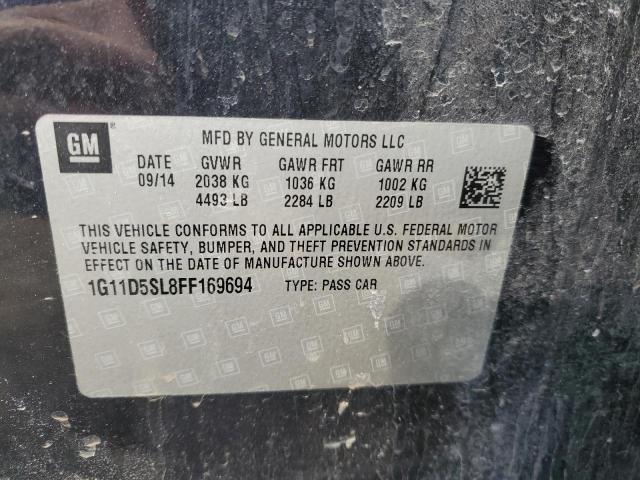 GM ® MFD BY GENERAL MOTORS LLC
DATE GVWR GAWR FRT GAWR RR
09/14 2038 KG 1036 KG 1002 KG
4493 LB 2284 LB 2209 LB
THIS VEHICLE CONFORMS TO ALL APPLICABLE U.S. FEDERAL MOTOR
VEHICLE SAFETY, BUMPER, AND THEFT PREVENTION STANDARDS IN
EFFECT ON THE DATE OF MANUFACTURE SHOWN ABOVE.
1G11D5SL8FF169694 TYPE: PASS CAR